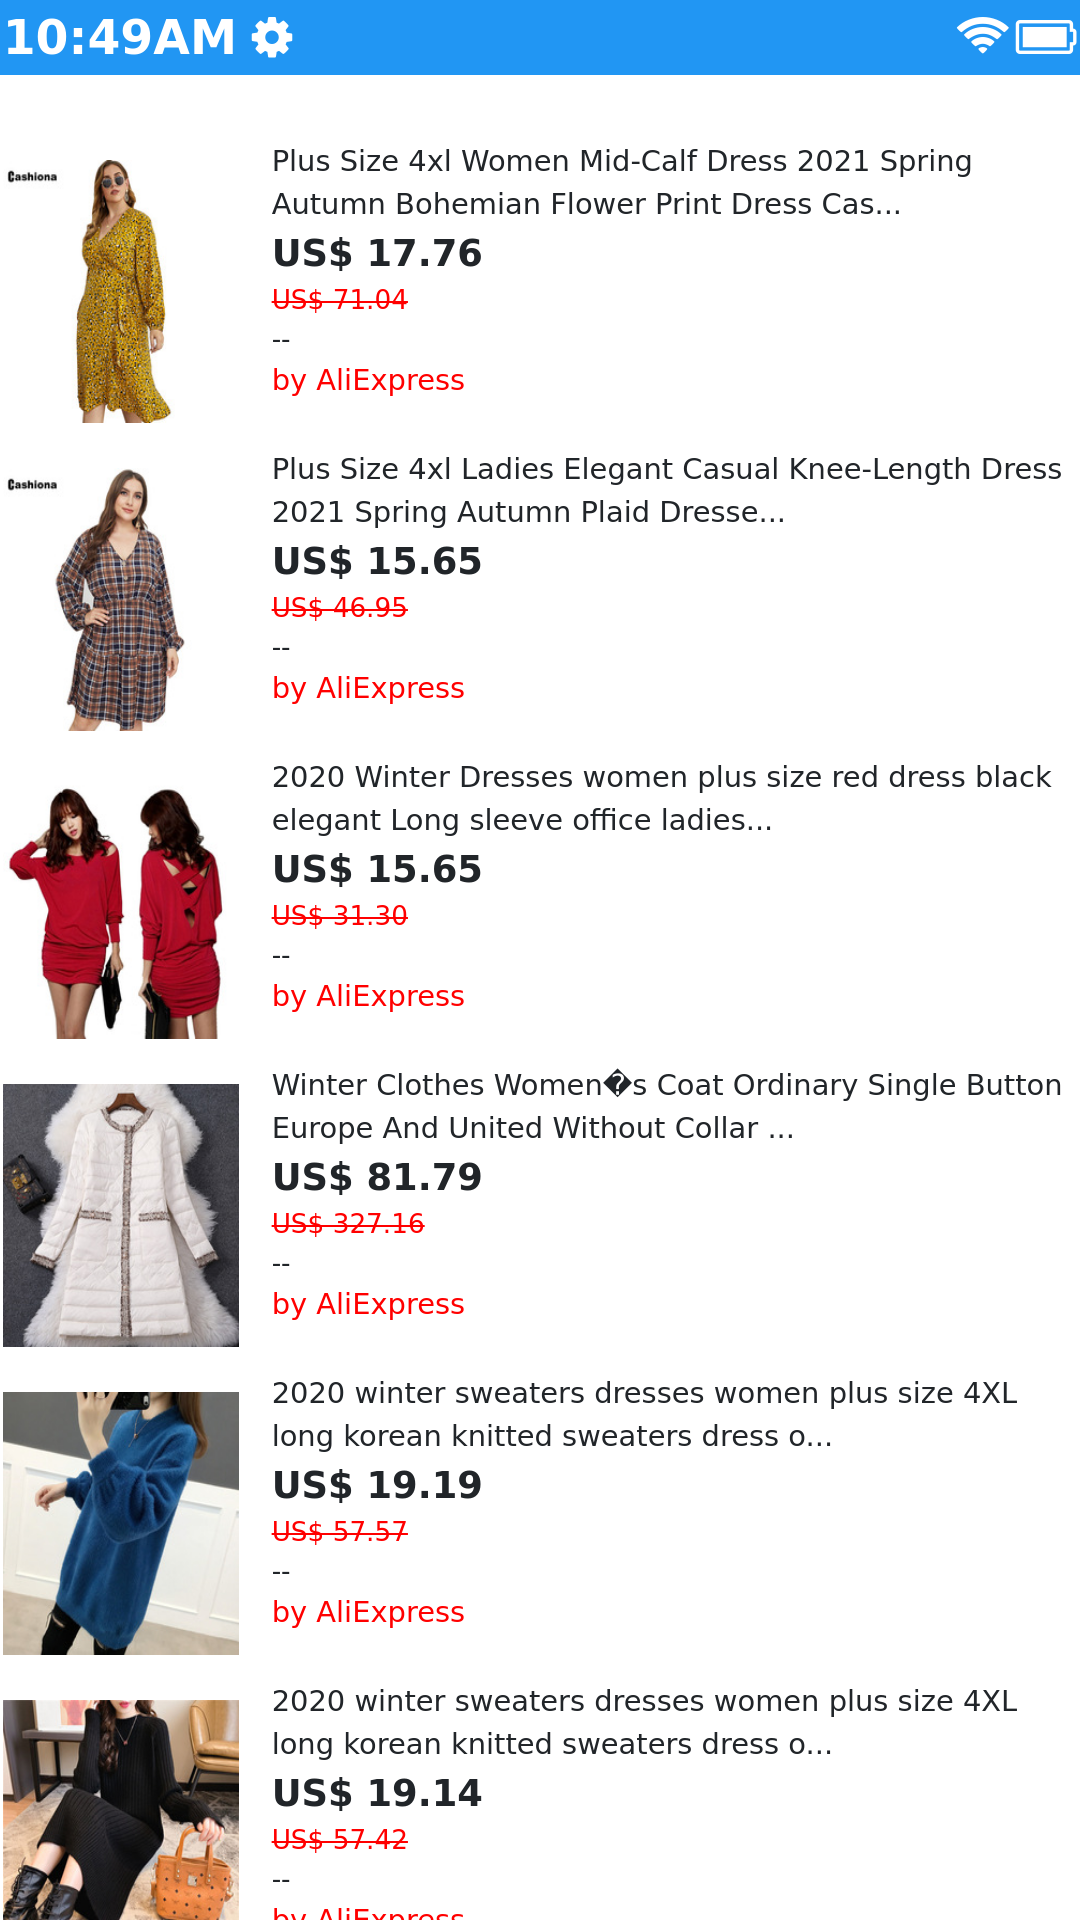 10:49AM
Cashiona
Plus Size 4xl Women Mid-Calf Dress 2021 Spring
Autumn Bohemian Flower Print Dress Cas...
US$ 17.76
US$ 71.04
--
by AliExpress
Cashiona
Plus Size 4xl Ladies Elegant Casual Knee-Length Dress
2021 Spring Autumn Plaid Dresse...
US$ 15.65
US$ 46.95
--
by AliExpress
2020 Winter Dresses women plus size red dress black
elegant Long sleeve office ladies...
US$ 15.65
US$ 31.30
--
by AliExpress
Winter Clothes Women�s Coat Ordinary Single Button
Europe And United Without Collar ...
US$ 81.79
US$ 327.16
--
by AliExpress
2020 winter sweaters dresses women plus size 4XL
long korean knitted sweaters dress o...
US$ 19.19
US$ 57.57
--
by AliExpress
2020 winter sweaters dresses women plus size 4XL
long korean knitted sweaters dress o...
US$ 19.14
US$ 57.42
--
by AliExpress